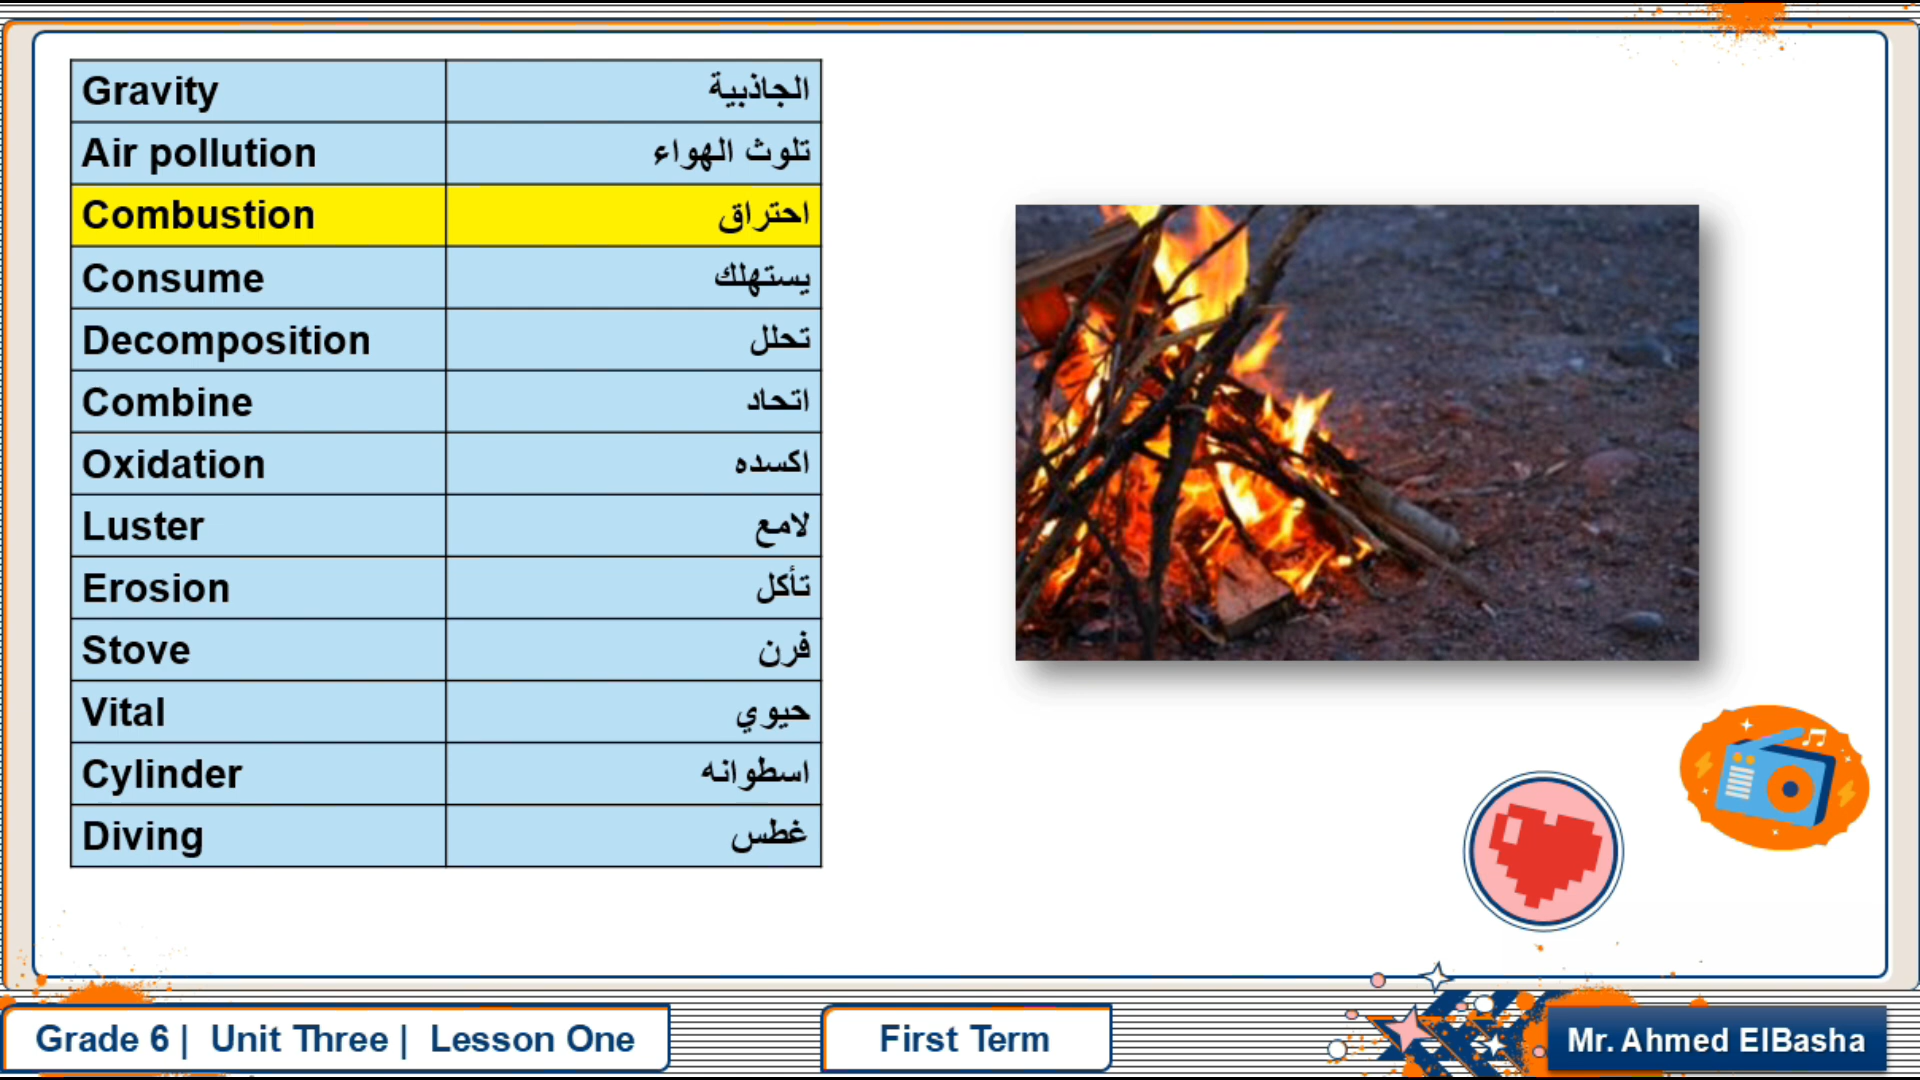 Gravity الجاذبية
Air pollution تلوث الهواء
Combustion احتراق
Consume يستهلك
Decomposition تحلل
Combine اتحاد
Oxidation اكسده
Luster لامع
Erosion تأكل
Stove فرن
Vital حيوي
Cylinder اسطوانه
Diving غطس
Grade 6 | Unit Three | Lesson One
First Term
Mr. Ahmed ElBasha